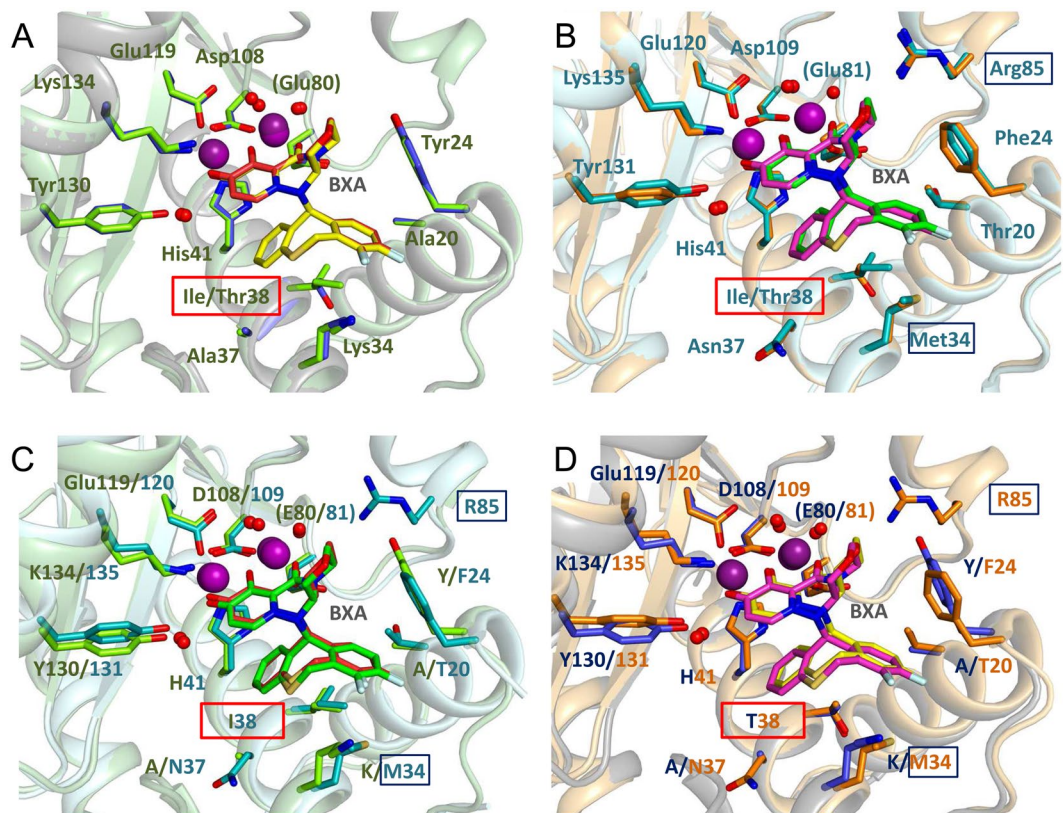 A
Glu119
Asp108
(Glu80)
Lys134
Tyr24
Tyr130
BXA
His41
Ala20
Ile/Thr38
Ala37
Lys34
B
Glu120
Asp109
(Glu81)
Arg85
Lys135
Phe24
Tyr131
BXA
His41
Thr20
Ile/Thr38
Asn37
Met34
C
Glu119/120
D108/109
(E80/81)
R85
K134/135
Y/F24
BXA
Y130/131
H41
A/T20
I38
A/N37
K/M34
D
Glu119/120
D108/109
(E80/81)
R85
K134/135
Y/F24
BXA
Y130/131
H41
A/T20
T38
A/N37
K/M34